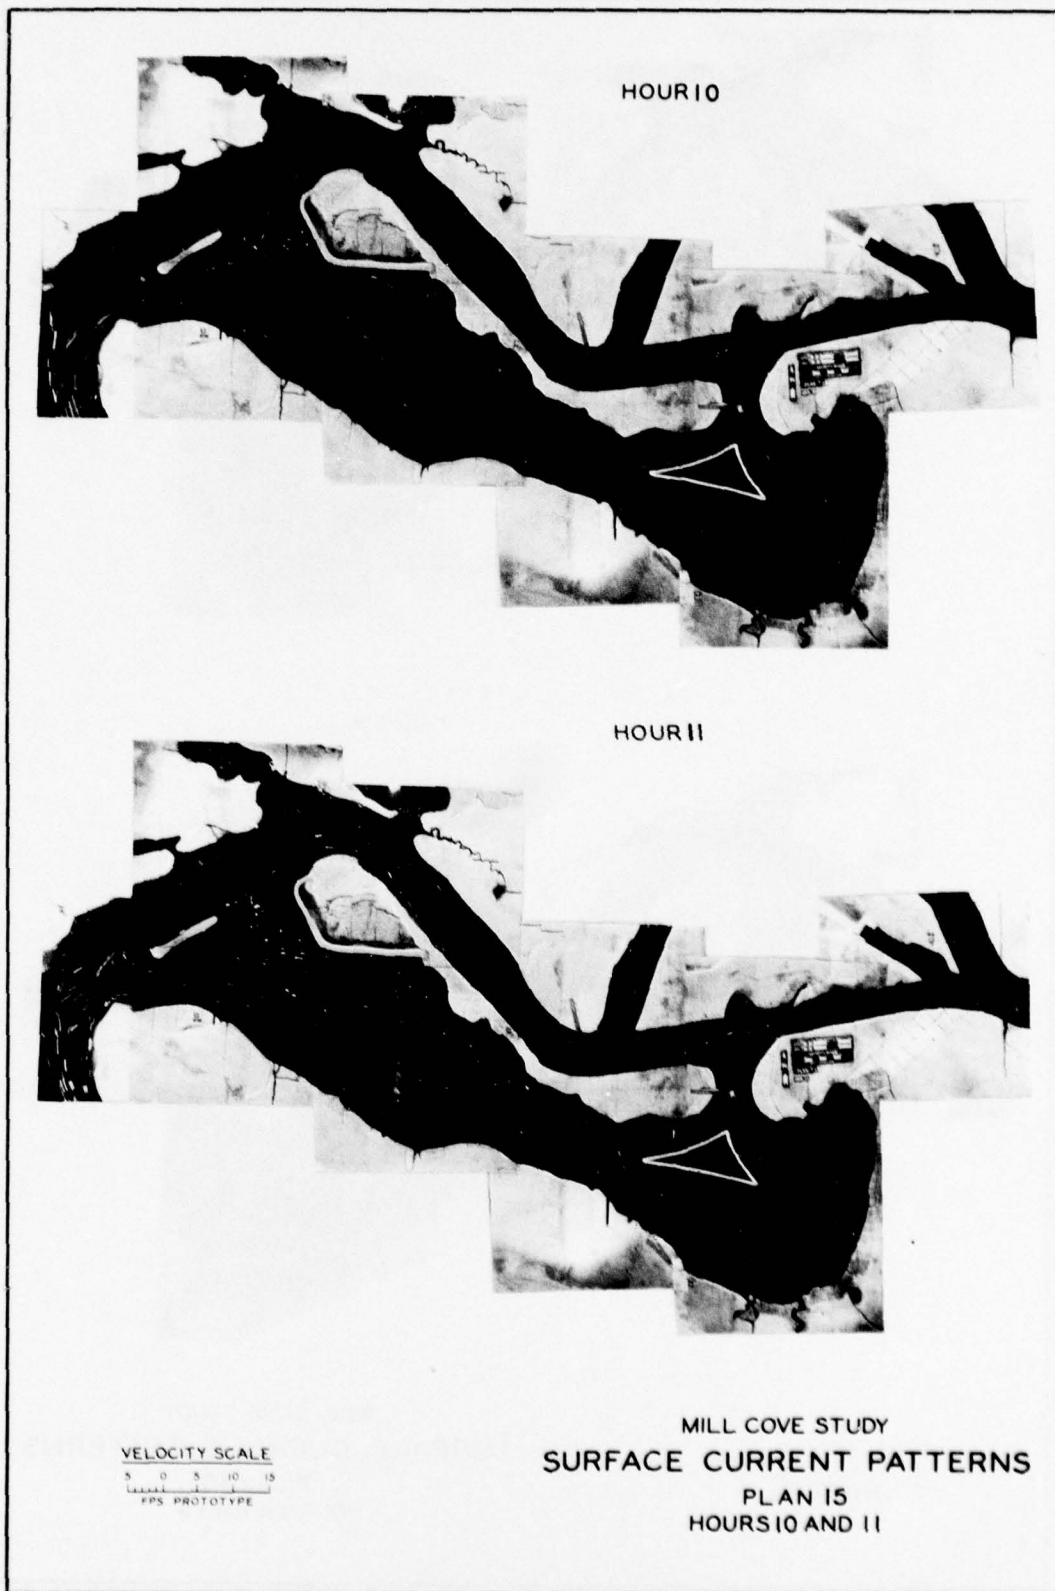 HOUR 10
HOUR 11
VELOCITY SCALE
5 0 5 10 15
FPS PROTOTYPE
MILL COVE STUDY
SURFACE CURRENT PATTERNS
PLAN 15
HOURS 10 AND 11